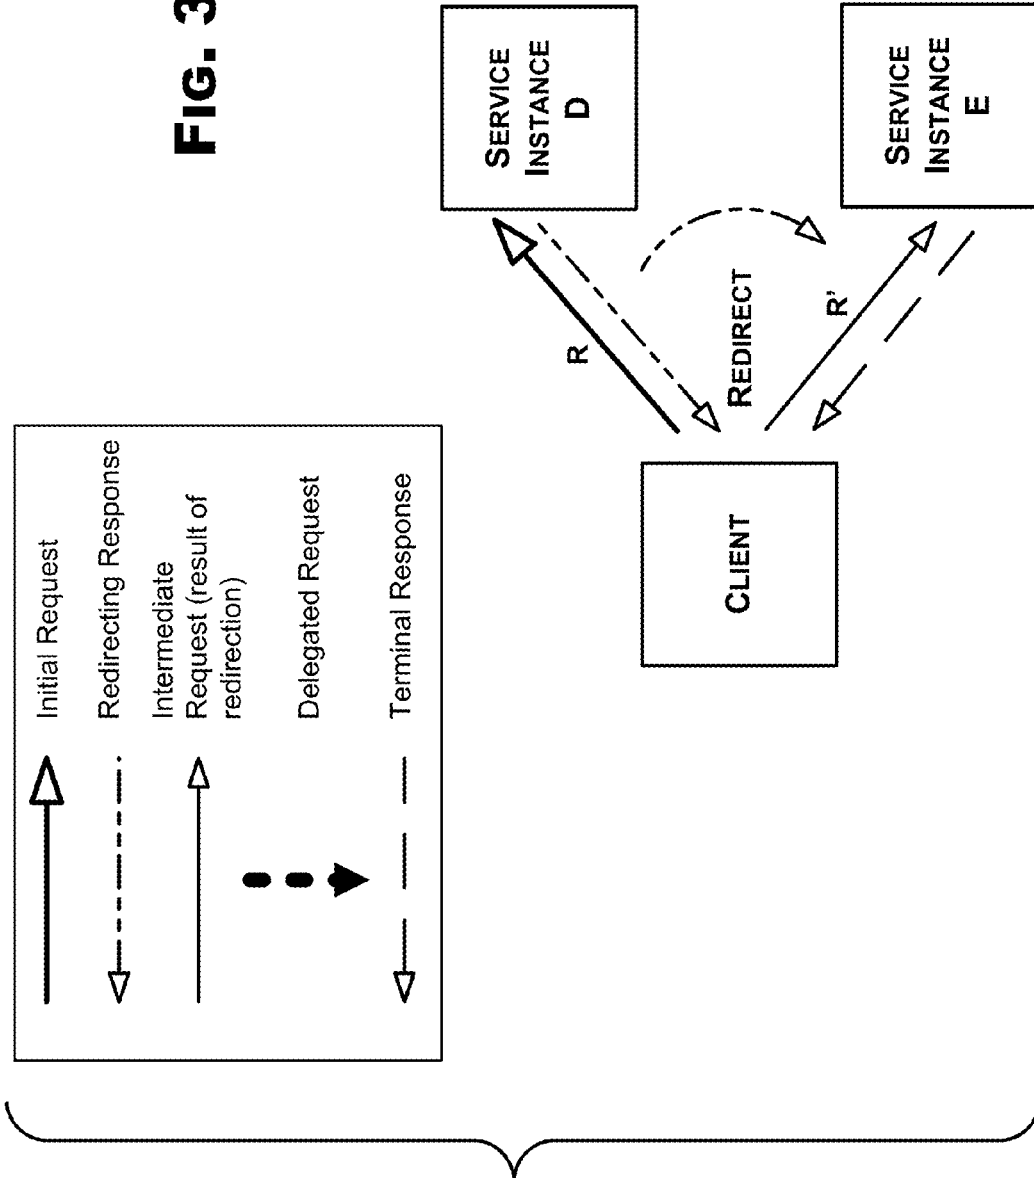 FIG. 3
Initial Request
Redirecting Response
Intermediate
Request (result of
redirection)
Delegated Request
Terminal Response
SERVICE
INSTANCE
D
R
REDIRECT
R'
CLIENT
SERVICE
INSTANCE
E